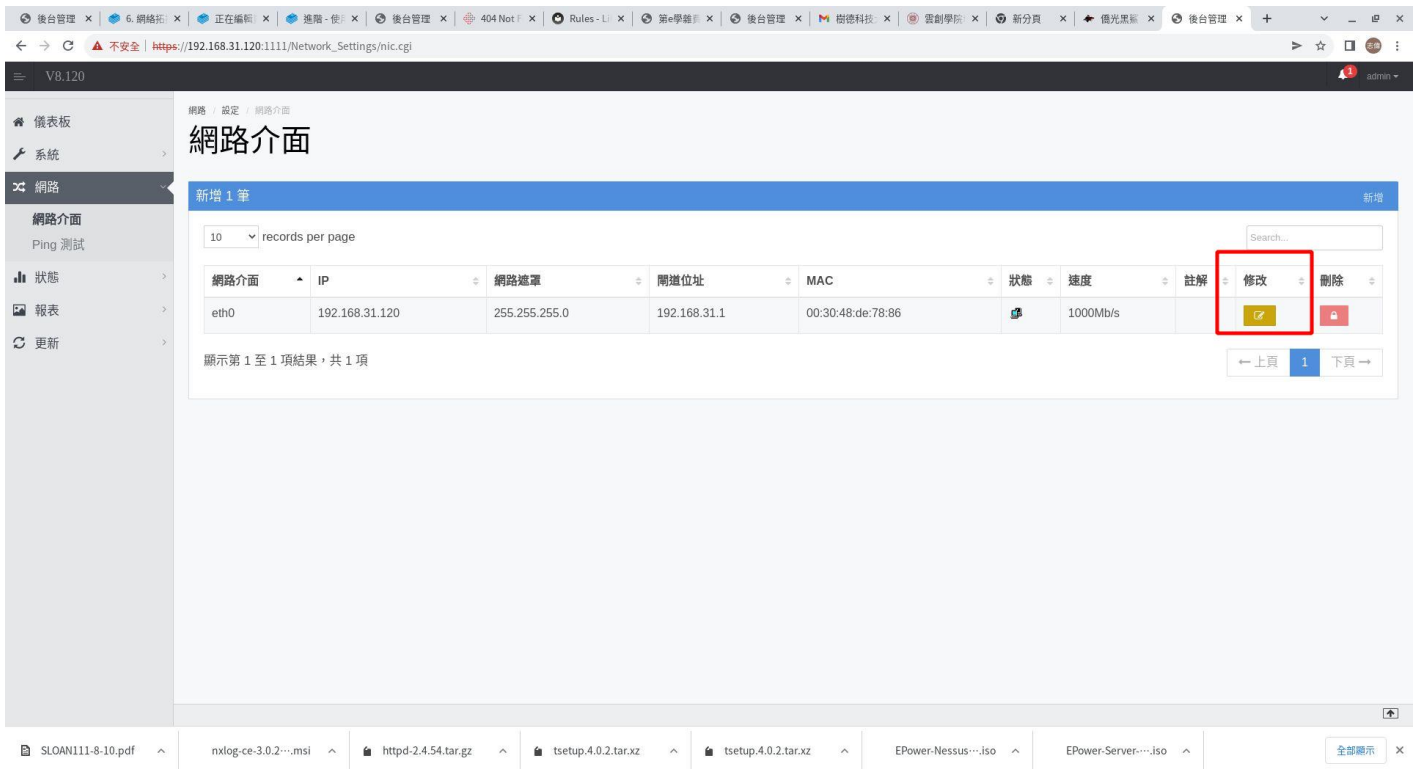 後台管理
6. 網絡拓
正在編輯
進階 - 使
後台管理
404 Not F
Rules - Li
第e學雜
後台管理
樹德科技
雲創學院
新分頁
僑光黑鯊
後台管理
不安全 | https://192.168.31.120:1111/Network_Settings/nic.cgi
志偉
V8.120
1
admin
儀表板
系統
網路
網路介面
Ping 測試
狀態
報表
更新
網路 / 設定 / 網路介面
網路介面
新增 1 筆 新增
10 records per page Search...
網路介面 IP 網路遮罩 閘道位址 MAC 狀態 速度 註解 修改 刪除
eth0 192.168.31.120 255.255.255.0 192.168.31.1 00:30:48:de:78:86 1000Mb/s
顯示第 1 至 1 項結果，共 1 項
←上頁 1 下頁→
SLOAN111-8-10.pdf nxlog-ce-3.0.2….msi httpd-2.4.54.tar.gz tsetup.4.0.2.tar.xz tsetup.4.0.2.tar.xz EPower-Nessus….iso EPower-Server-….iso 全部顯示